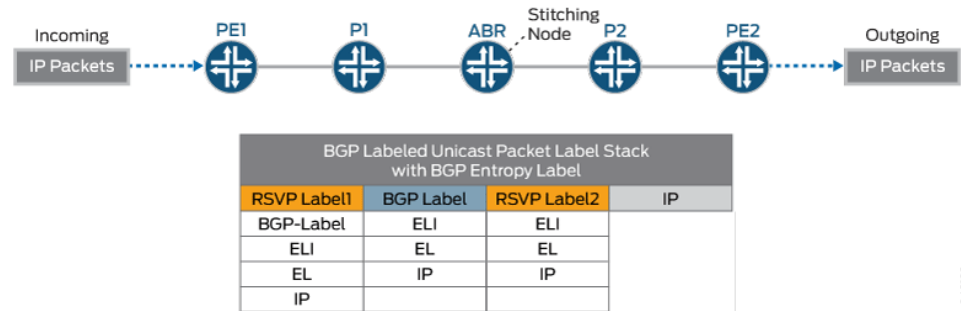 Incoming
IP Packets
PE1
P1
ABR
Stitching
Node
P2
PE2
Outgoing
IP Packets
BGP Labeled Unicast Packet Label Stack
with BGP Entropy Label
RSVP Label1 BGP Label RSVP Label2 IP
BGP-Label ELI ELI
ELI EL EL
EL IP IP
IP